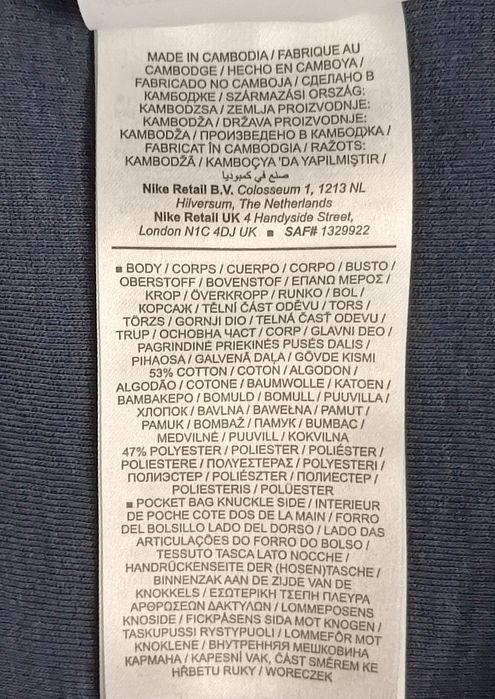 MADE IN CAMBODIA / FABRIQUE AU
CAMBODGE / HECHO EN CAMBOYA /
FABRICADO NO CAMBOJA / СДЕЛАНО В
КАМБОДЖЕ / SZÁRMAZÁSI ORSZÁG:
KAMBODZSA / ZEMLJA PROIZVODNJE:
KAMBODŽA / DRŽAVA PROIZVODNJE:
KAMBODŽA / ПРОИЗВЕДЕНО В КАМБОДЖА /
FABRICAT ÎN CAMBODGIA / RAŽOTS:
KAMBODŽĀ / KAMBOÇYA 'DA YAPILMIŞTIR /
صنع في كمبوديا
Nike Retail B.V. Colosseum 1, 1213 NL
Hilversum, The Netherlands
Nike Retail UK 4 Handyside Street,
London N1C 4DJ UK ■ SAF# 1329922
■ BODY / CORPS / CUERPO / CORPO / BUSTO /
OBERSTOFF / BOVENSTOF / ΕΠΑΝΩ ΜΕΡΟΣ /
KROP / ÖVERKROPP / RUNKO / BOL /
КОРСАЖ / TĚLNÍ ČÁST ODĚVU / TORS /
TÖRZS / GORNJI DIO / TELNÁ ČASŤ ODEVU /
TRUP / ОСНОВНА ЧАСТ / CORP / GLAVNI DEO /
PAGRINDINĖ PRIEKINĖS PUSĖS DALIS /
PIHAOSA / GALVENĀ DAĻA / GÖVDE KISMI
53% COTTON / COTON / ALGODON /
ALGODÃO / COTONE / BAUMWOLLE / KATOEN /
ΒΑΜΒΑΚΕΡΟ / BOMULD / BOMULL / PUUVILLA /
ХЛОПОК / BAVLNA / BAWEŁNA / PAMUT /
PAMUK / BOMBAŽ / ПАМУК / BUMBAC /
MEDVILNĖ / PUUVILL / KOKVILNA
47% POLYESTER / POLIESTER / POLIÉSTER /
POLIESTERE / ΠΟΛΥΕΣΤΕΡΑΣ / POLYESTERI /
ПОЛИЭСТЕР / POLIÉSZTER / ПОЛИЕСТЕР /
POLIESTERIS / POLÜESTER
■ POCKET BAG KNUCKLE SIDE / INTERIEUR
DE POCHE COTE DOS DE LA MAIN / FORRO
DEL BOLSILLO LADO DEL DORSO / LADO DAS
ARTICULAÇÕES DO FORRO DO BOLSO /
TESSUTO TASCA LATO NOCCHE /
HANDRÜCKENSEITE DER (HOSEN)TASCHE /
BINNENZAK AAN DE ZIJDE VAN DE
KNOKKELS / ΕΣΩΤΕΡΙΚΗ ΤΣΕΠΗ ΠΛΕΥΡΑ
ΑΡΘΡΩΣΕΩΝ ΔΑΚΤΥΛΩΝ / LOMMEPOSENS
KNOSIDE / FICKPÅSENS SIDA MOT KNOGEN /
TASKUPUSSI RYSTYPUOLI / LOMMEFÔR MOT
KNOKLENE / ВНУТРЕННЯЯ МЕШКОВИНА
КАРМАНА / KAPESNÍ VAK, ČÁST SMĚREM KE
HŘBETU RUKY / WORECZEK